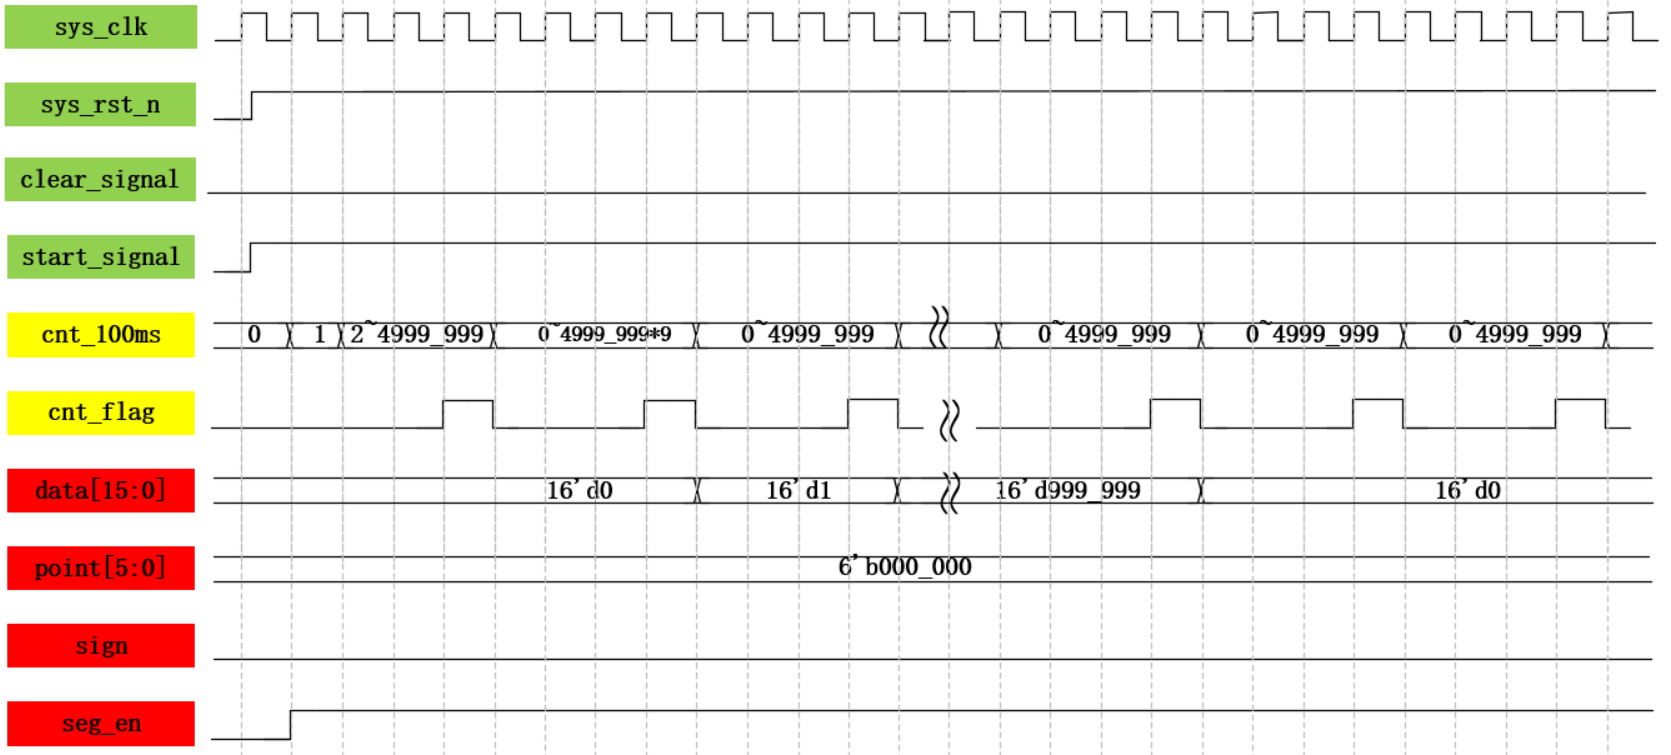 sys_clk
sys_rst_n
clear_signal
start_signal
cnt_100ms 0 1 2~4999_999 0~4999_999*9 0~4999_999 0~4999_999 0~4999_999 0~4999_999
cnt_flag
data[15:0] 16'd0 16'd1 16'd999_999 16'd0
point[5:0] 6'b000_000
sign
seg_en